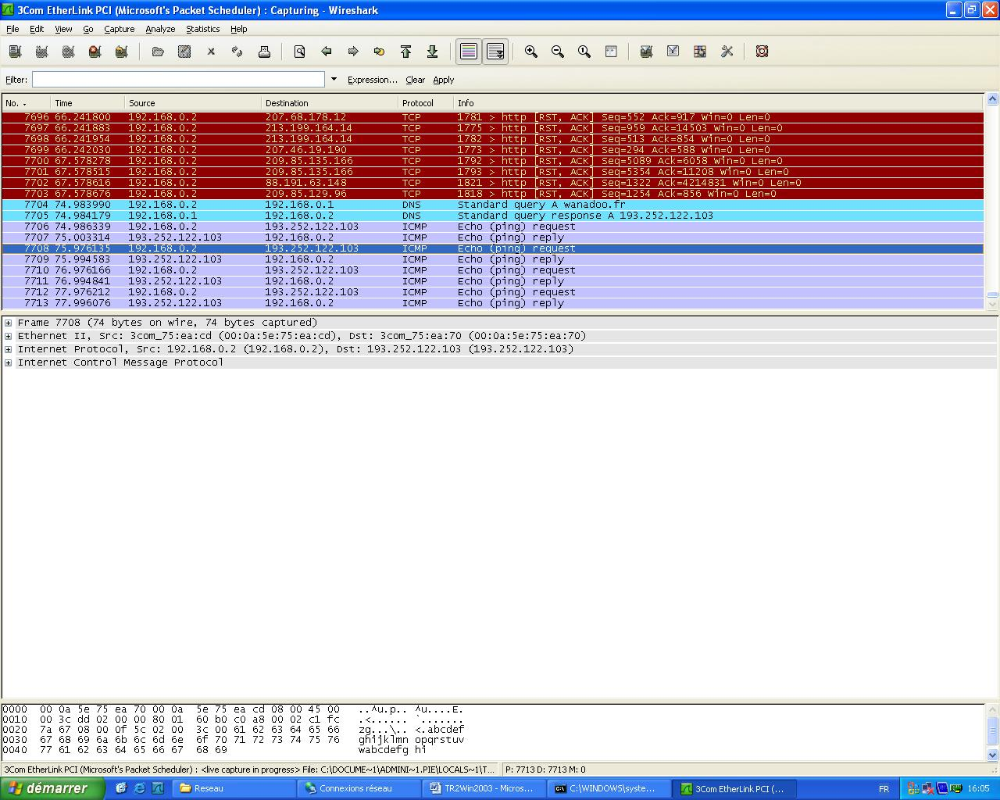 3Com EtherLink PCI (Microsoft's Packet Scheduler) : Capturing - Wireshark
File Edit View Go Capture Analyze Statistics Help
Filter: Expression... Clear Apply
No. Time Source Destination Protocol Info
7696 66.241800 192.168.0.2 207.68.178.12 TCP 1781 > http [RST, ACK] Seq=552 Ack=917 Win=0 Len=0
7697 66.241883 192.168.0.2 213.199.164.14 TCP 1775 > http [RST, ACK] Seq=959 Ack=14503 Win=0 Len=0
7698 66.241954 192.168.0.2 213.199.164.14 TCP 1782 > http [RST, ACK] Seq=513 Ack=854 Win=0 Len=0
7699 66.242030 192.168.0.2 207.46.19.190 TCP 1773 > http [RST, ACK] Seq=294 Ack=588 Win=0 Len=0
7700 67.578278 192.168.0.2 209.85.135.166 TCP 1792 > http [RST, ACK] Seq=5089 Ack=6058 Win=0 Len=0
7701 67.578515 192.168.0.2 209.85.135.166 TCP 1793 > http [RST, ACK] Seq=5354 Ack=11208 Win=0 Len=0
7702 67.578616 192.168.0.2 88.191.63.148 TCP 1821 > http [RST, ACK] Seq=1322 Ack=4214831 Win=0 Len=0
7703 67.578676 192.168.0.2 209.85.129.96 TCP 1818 > http [RST, ACK] Seq=1254 Ack=856 Win=0 Len=0
7704 74.983990 192.168.0.2 192.168.0.1 DNS Standard query A wanadoo.fr
7705 74.984179 192.168.0.1 192.168.0.2 DNS Standard query response A 193.252.122.103
7706 74.986339 192.168.0.2 193.252.122.103 ICMP Echo (ping) request
7707 75.003314 193.252.122.103 192.168.0.2 ICMP Echo (ping) reply
7708 75.976135 192.168.0.2 193.252.122.103 ICMP Echo (ping) request
7709 75.994583 193.252.122.103 192.168.0.2 ICMP Echo (ping) reply
7710 76.976166 192.168.0.2 193.252.122.103 ICMP Echo (ping) request
7711 76.994841 193.252.122.103 192.168.0.2 ICMP Echo (ping) reply
7712 77.976212 192.168.0.2 193.252.122.103 ICMP Echo (ping) request
7713 77.996076 193.252.122.103 192.168.0.2 ICMP Echo (ping) reply
Frame 7708 (74 bytes on wire, 74 bytes captured)
Ethernet II, Src: 3com_75:ea:cd (00:0a:5e:75:ea:cd), Dst: 3com_75:ea:70 (00:0a:5e:75:ea:70)
Internet Protocol, Src: 192.168.0.2 (192.168.0.2), Dst: 193.252.122.103 (193.252.122.103)
Internet Control Message Protocol
0000 00 0a 5e 75 ea 70 00 0a 5e 75 ea cd 08 00 45 00 ..^u.p.. ^u....E.
0010 00 3c dd 02 00 00 80 01 60 b0 c0 a8 00 02 c1 fc .<...... `.......
0020 7a 67 08 00 0f 5c 02 00 3c 00 61 62 63 64 65 66 zg...\.. <.abcdef
0030 67 68 69 6a 6b 6c 6d 6e 6f 70 71 72 73 74 75 76 ghijklmn opqrstuv
0040 77 61 62 63 64 65 66 67 68 69 wabcdefg hi
3Com EtherLink PCI (Microsoft's Packet Scheduler) : <live capture in progress> File: C:\DOCUME~1\ADMINI~1.PIE\LOCALS~1\T... P: 7713 D: 7713 M: 0
démarrer Reseau Connexions réseau TR2Win2003 - Micros... C:\WINDOWS\syste... 3Com EtherLink PCI (... FR 16:05